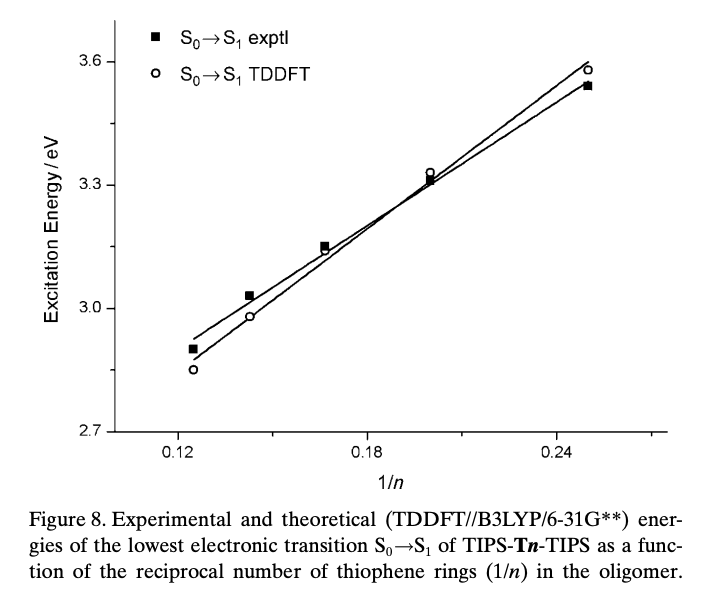 S₀→S₁ exptl
S₀→S₁ TDDFT
3.6
3.3
3.0
2.7
Excitation Energy / eV
0.12 0.18 0.24
1/n
Figure 8. Experimental and theoretical (TDDFT//B3LYP/6-31G**) ener-
gies of the lowest electronic transition S₀→S₁ of TIPS-Tn-TIPS as a func-
tion of the reciprocal number of thiophene rings (1/n) in the oligomer.